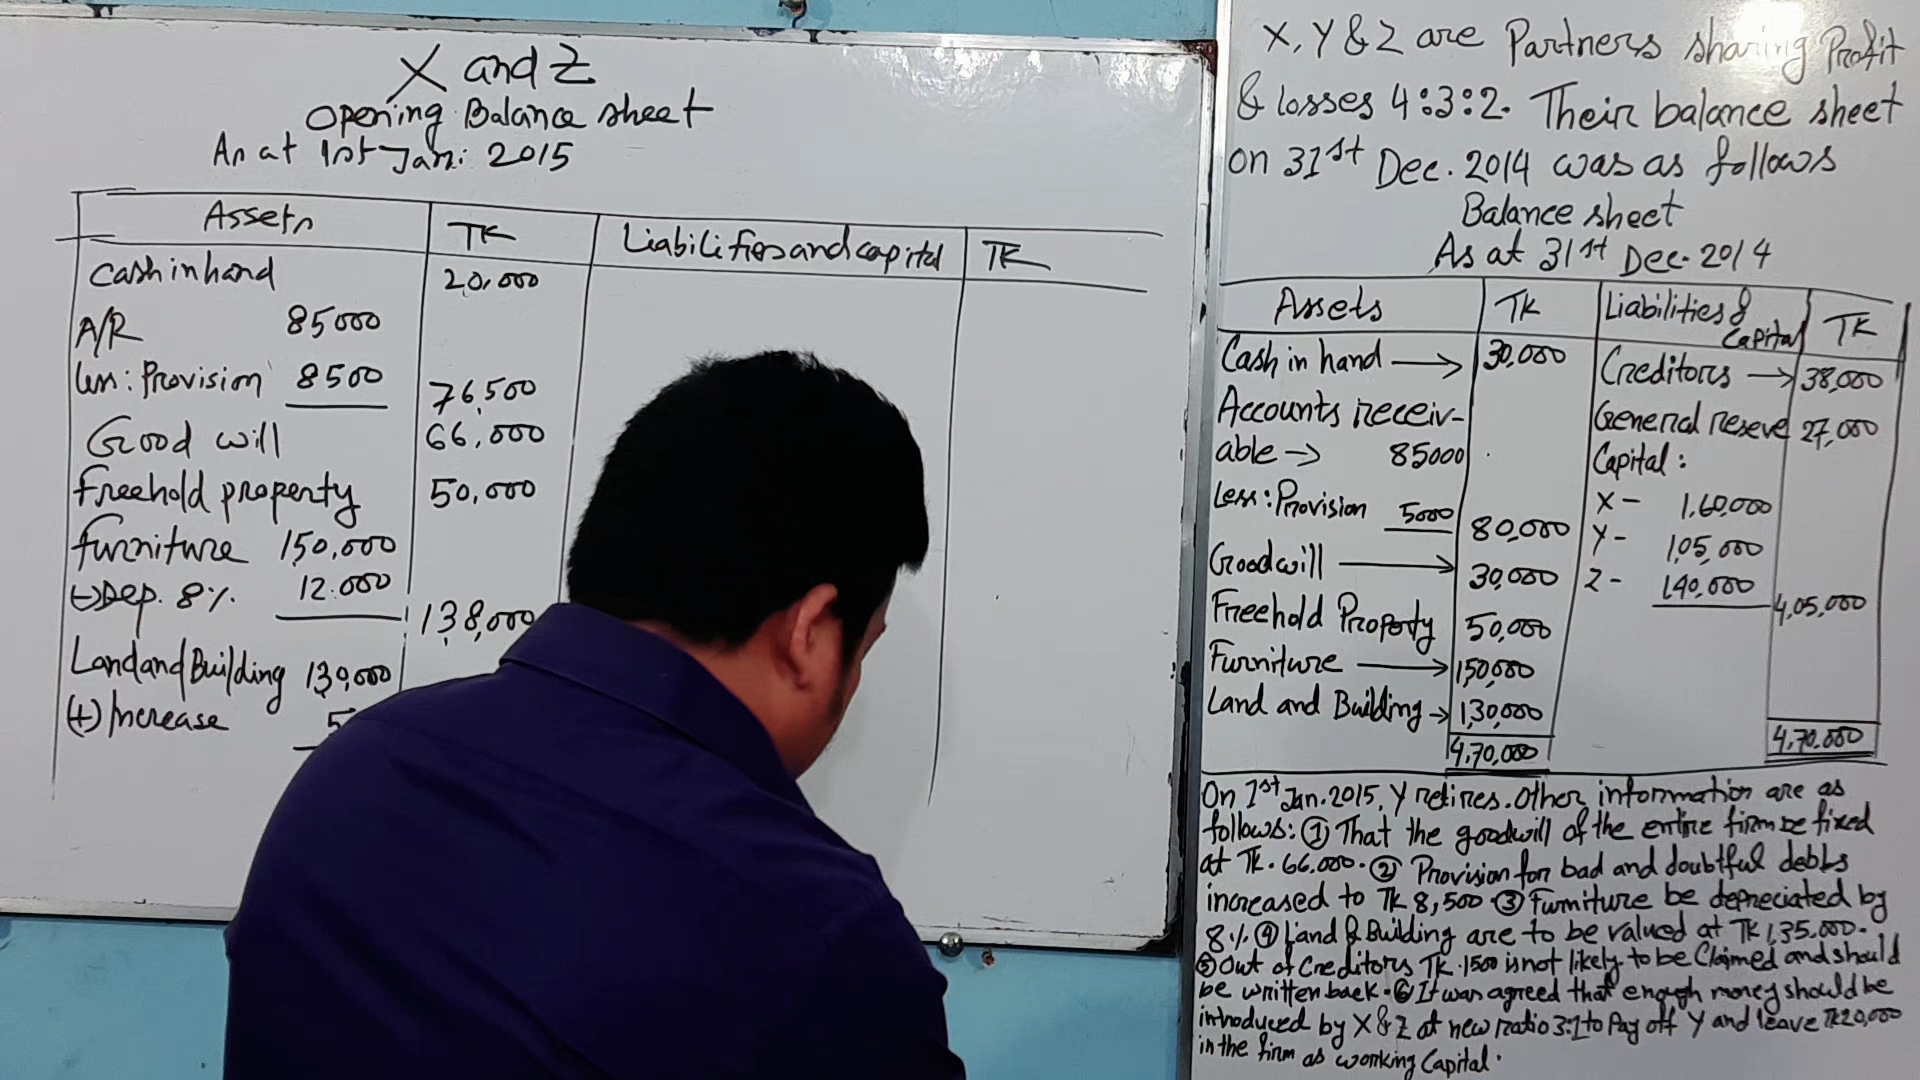 X and Z
Opening Balance sheet
As at 1st Jan: 2015
Assets TK Liabilities and capital TK
Cash in hand 20,000
A/R 85000
Less: Provision 8500 76,500
Good will 66,000
Freehold property 50,000
furniture 150,000
(-) Dep. 8% 12.000 138,000
Land and Building 130,000
(+) Increase 5
X, Y & Z are Partners sharing Profit
& losses 4:3:2. Their balance sheet
on 31st Dec. 2014 was as follows
Balance sheet
As at 31st Dec. 2014
Assets TK Liabilities & Capital TK
Cash in hand → 30,000 Creditors → 38,000
Accounts receiv-
able → 85000 General reseve 27,000
Less: Provision 5000 80,000 Capital:
Goodwill → 30,000 X - 1,60,000
Freehold Property 50,000 Y - 1,05,000
Furniture → 1,50,000 Z - 1,40,000 4,05,000
Land and Building → 1,30,000
4,70,000 4,70,000
On 1st Jan. 2015, Y retires. Other information are as
follows: ① That the goodwill of the entire firm be fixed
at TK. 66,000. ② Provision for bad and doubtful debts
increased to TK 8,500 ③ Furniture be depreciated by
8% ④ Land & Building are to be valued at TK 1,35,000.
⑤ Out of Creditors TK 1500 is not likely to be Claimed and should
be written back. ⑥ It was agreed that enough money should be
introduced by X & Z at new ratio 3:1 to Pay off Y and leave TK 20,000
in the firm as working Capital.